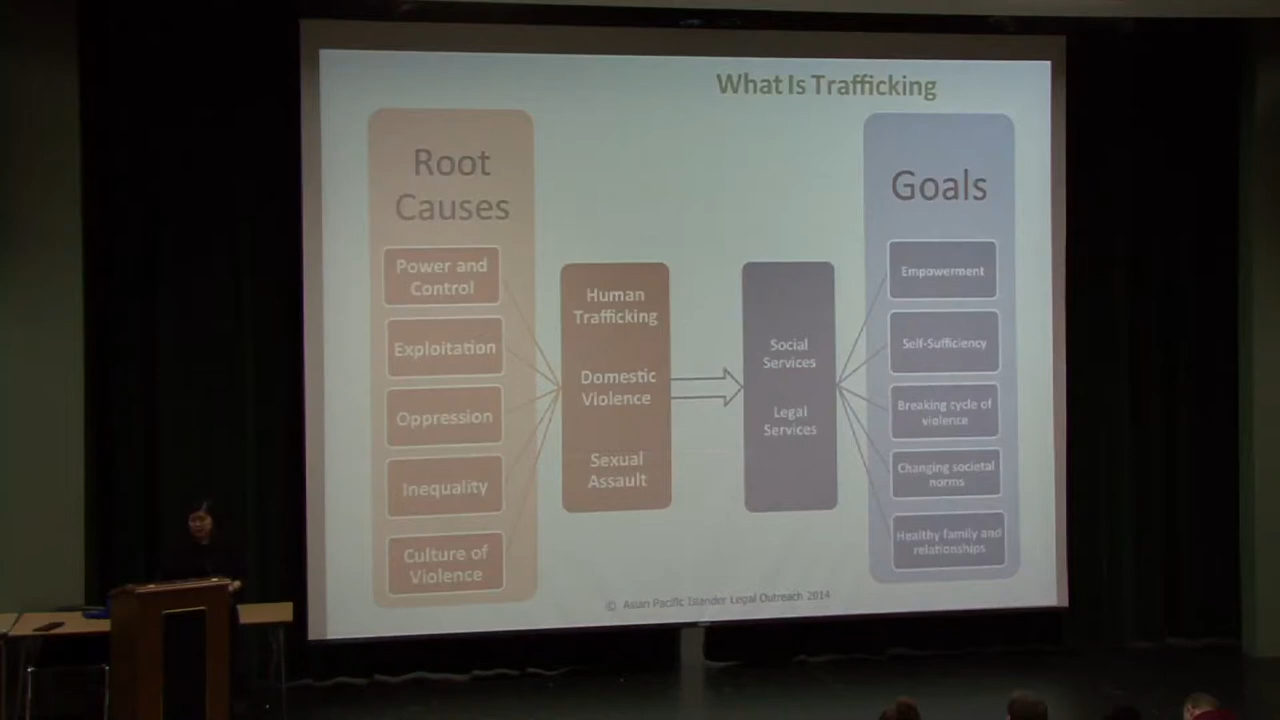 What Is Trafficking
Root
Causes
Power and
Control
Exploitation
Oppression
Inequality
Culture of
Violence
Human
Trafficking
Domestic
Violence
Sexual
Assault
Social
Services
Legal
Services
Goals
Empowerment
Self-Sufficiency
Breaking cycle of
violence
Changing societal
norms
Healthy family and
relationships
© Asian Pacific Islander Legal Outreach 2014